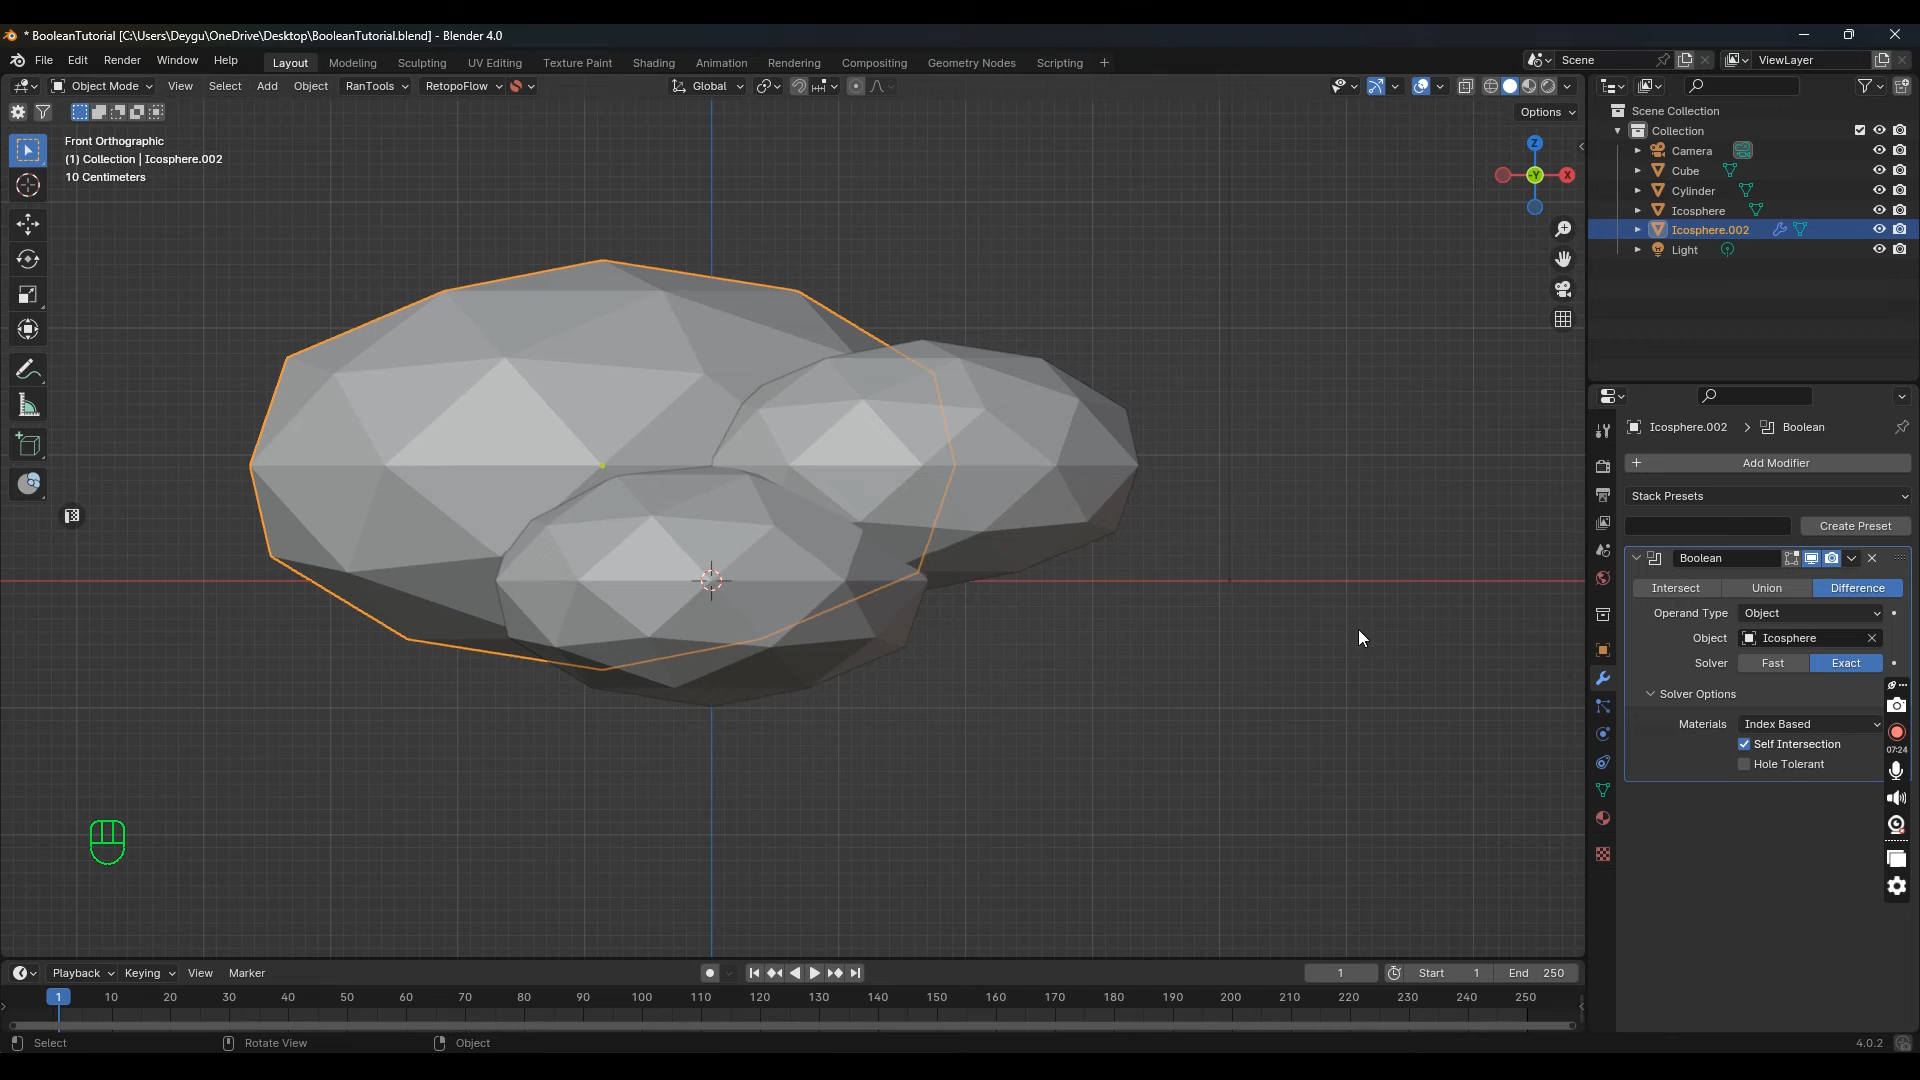 * BooleanTutorial [C:\Users\Deygu\OneDrive\Desktop\BooleanTutorial.blend] - Blender 4.0
File Edit Render Window Help Layout Modeling Sculpting UV Editing Texture Paint Shading Animation Rendering Compositing Geometry Nodes Scripting + Scene ViewLayer
Object Mode View Select Add Object RanTools RetopoFlow Global
Options
Front Orthographic
(1) Collection | Icosphere.002
10 Centimeters
Z
-Y
X
Scene Collection
Collection
Camera
Cube
Cylinder
Icosphere
Icosphere.002
Light
Icosphere.002 > Boolean
+ Add Modifier
Stack Presets
Create Preset
Boolean
Intersect Union Difference
Operand Type Object
Object Icosphere
Solver Fast Exact
Solver Options
Materials Index Based
Self Intersection
Hole Tolerant
07:24
Playback Keying View Marker 1 Start 1 End 250
1 10 20 30 40 50 60 70 80 90 100 110 120 130 140 150 160 170 180 190 200 210 220 230 240 250
Select Rotate View Object 4.0.2